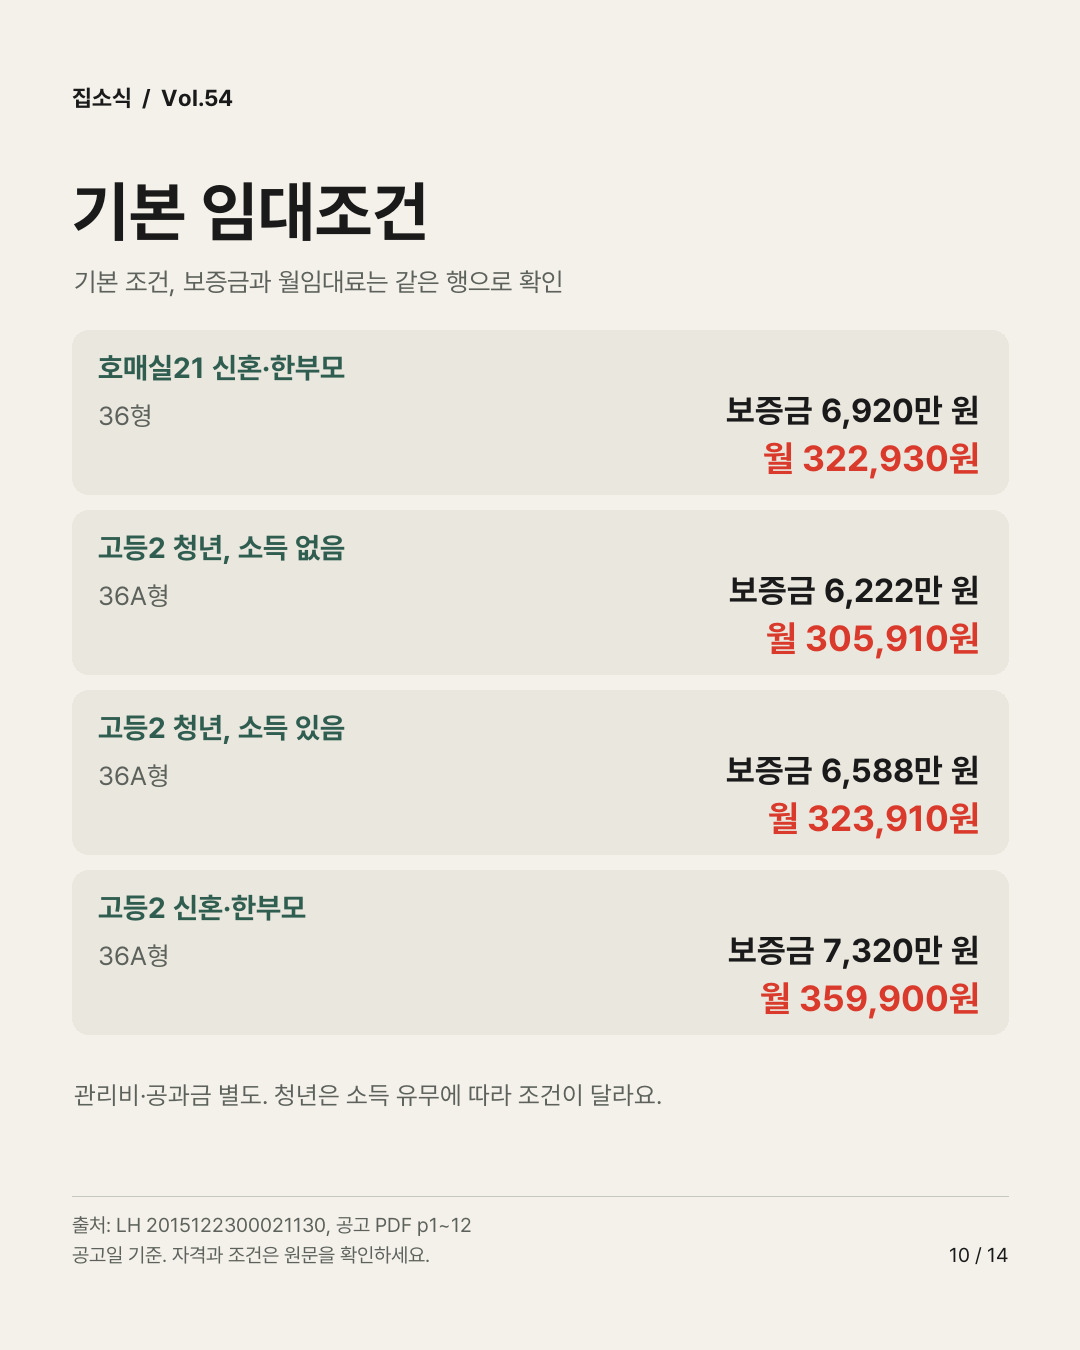 집소식 / Vol.54
기본 임대조건
기본 조건, 보증금과 월임대료는 같은 행으로 확인
호매실21 신혼·한부모
36형
보증금 6,920만 원
월 322,930원
고등2 청년, 소득 없음
36A형
보증금 6,222만 원
월 305,910원
고등2 청년, 소득 있음
36A형
보증금 6,588만 원
월 323,910원
고등2 신혼·한부모
36A형
보증금 7,320만 원
월 359,900원
관리비·공과금 별도. 청년은 소득 유무에 따라 조건이 달라요.
출처: LH 2015122300021130, 공고 PDF p1~12
공고일 기준. 자격과 조건은 원문을 확인하세요.
10 / 14